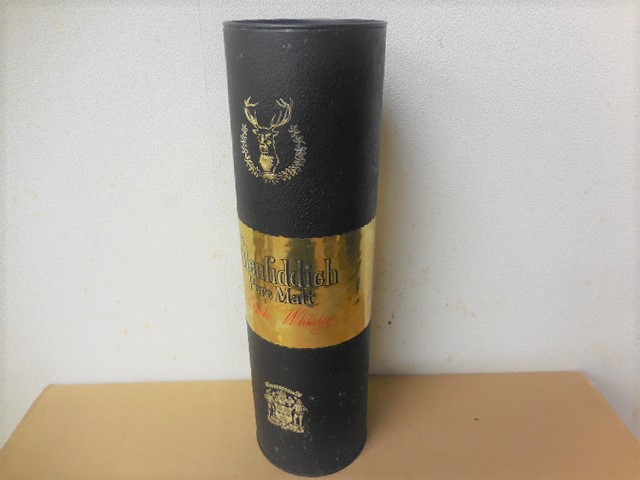 Glenfiddich
Pure Malt
Whisky